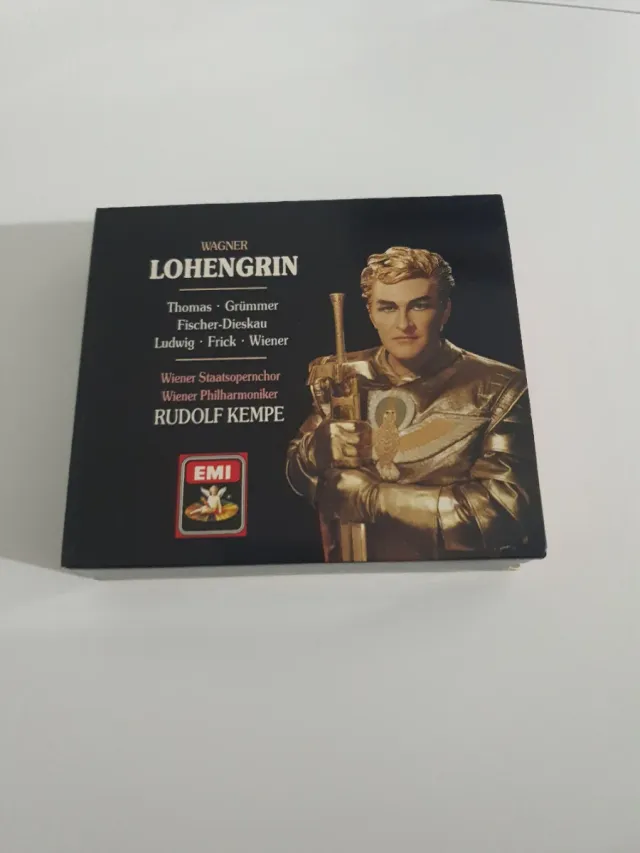 WAGNER
LOHENGRIN
Thomas · Grümmer
Fischer-Dieskau
Ludwig · Frick · Wiener
Wiener Staatsopernchor
Wiener Philharmoniker
RUDOLF KEMPE
EMI